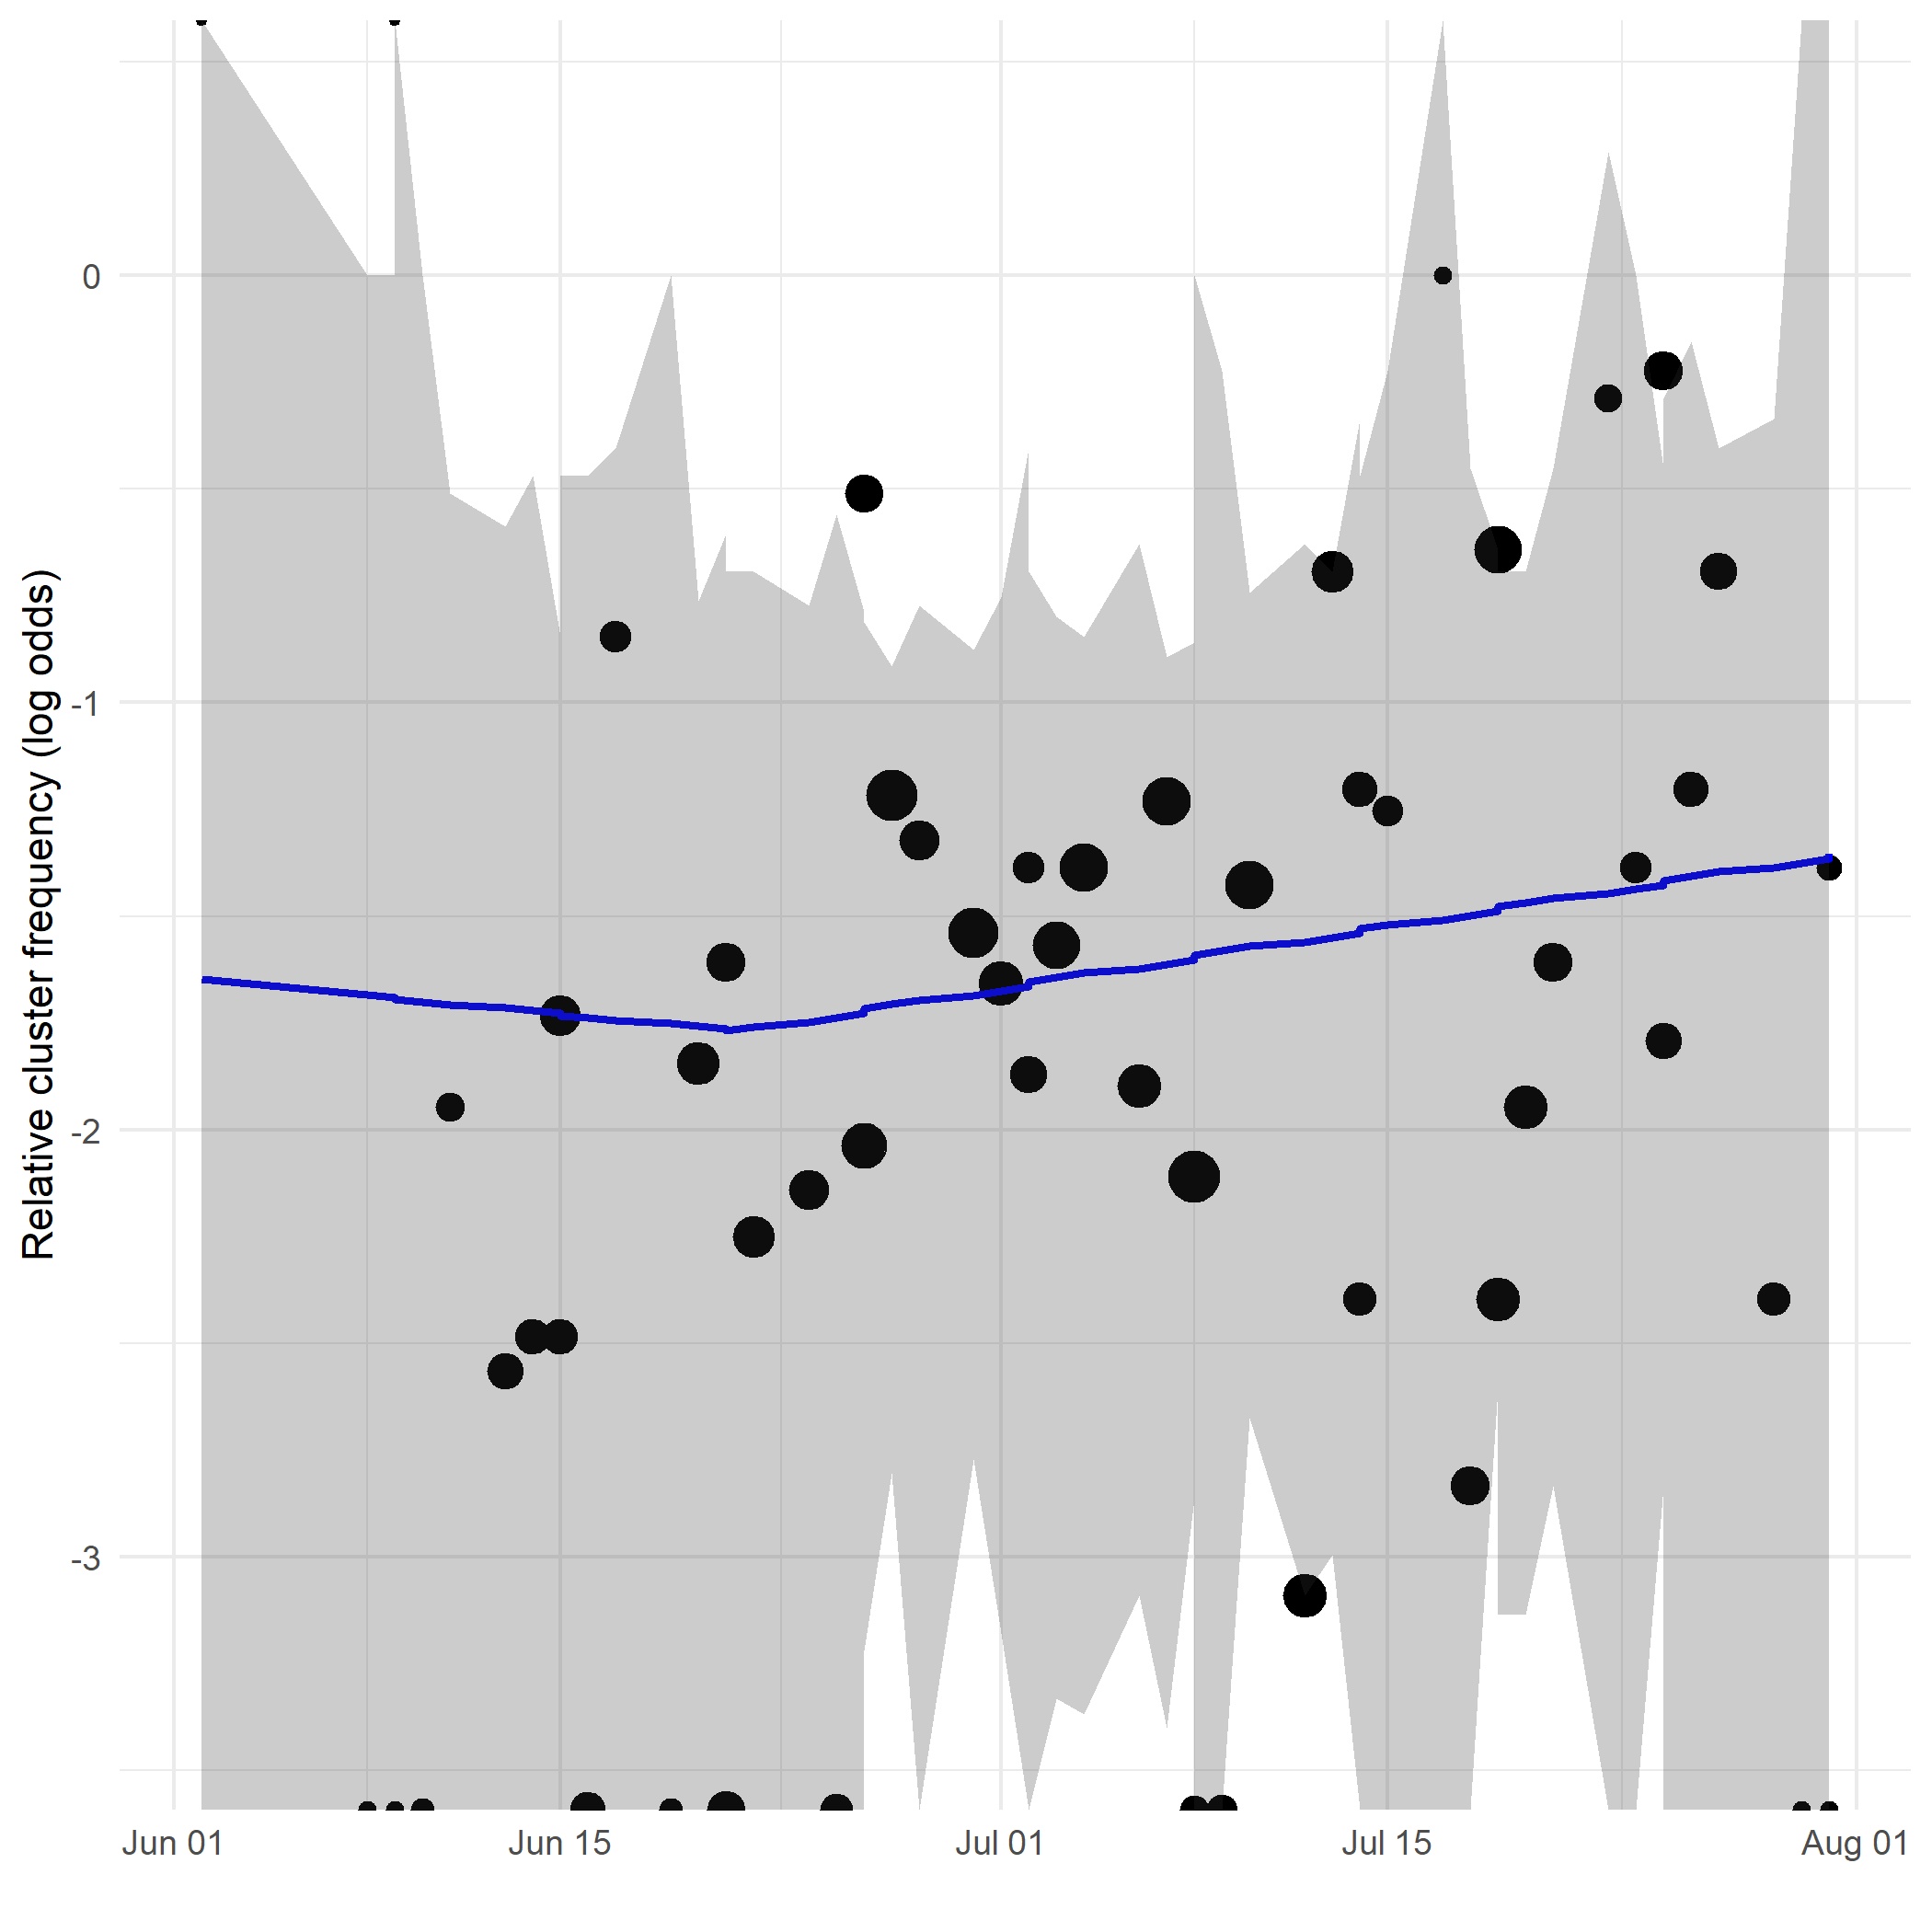 Relative cluster frequency (log odds)
0
-1
-2
-3
Jun 01
Jun 15
Jul 01
Jul 15
Aug 01